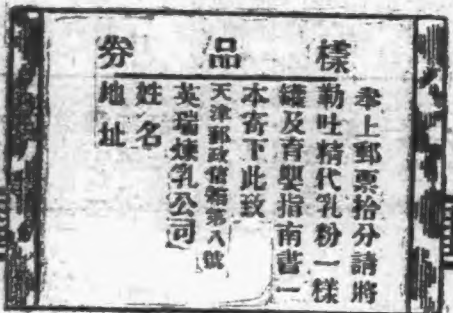 樣品券
奉上郵票拾分請將
勒吐精代乳粉一樣
罐及育嬰指南書一
本寄下此致
天津郵政信箱第八號
英瑞煉乳公司
姓名
地址